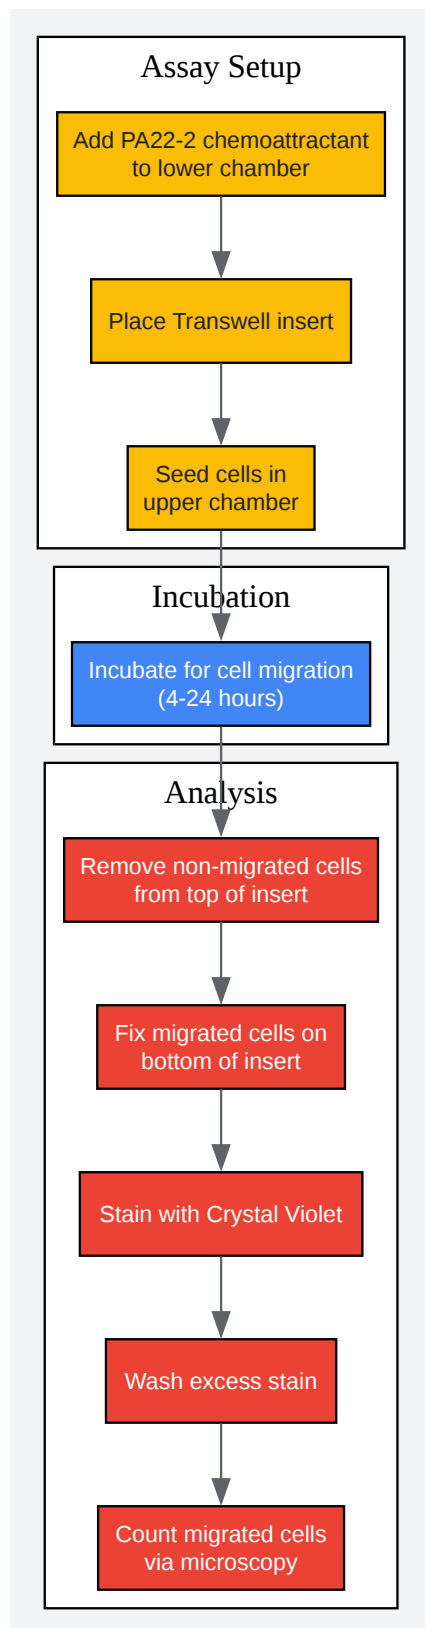 Assay Setup
Add PA22-2 chemoattractant
to lower chamber
Place Transwell insert
Seed cells in
upper chamber
Incubation
Incubate for cell migration
(4-24 hours)
Analysis
Remove non-migrated cells
from top of insert
Fix migrated cells on
bottom of insert
Stain with Crystal Violet
Wash excess stain
Count migrated cells
via microscopy